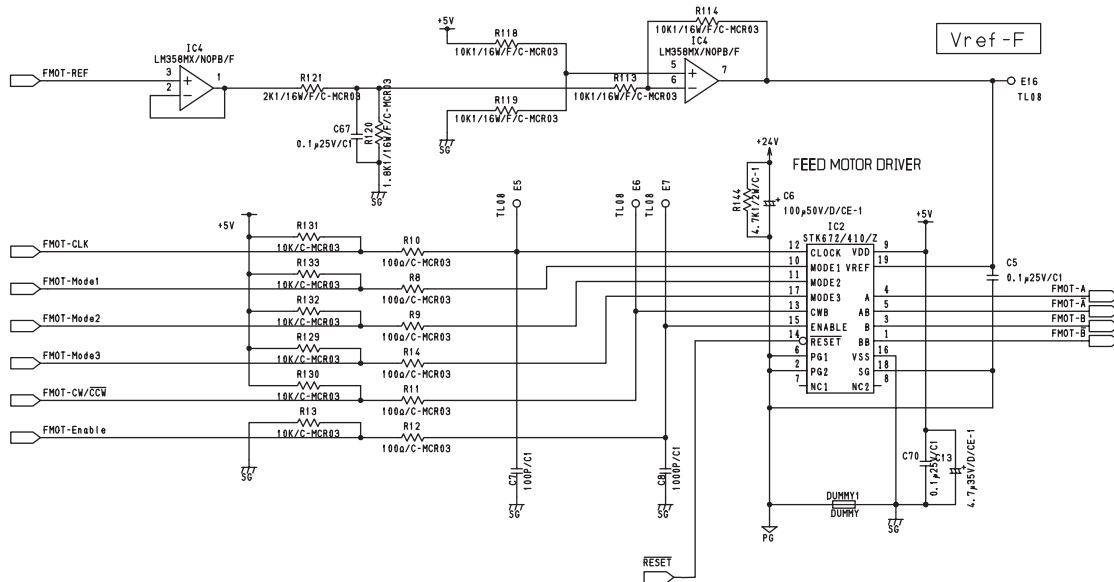 R114
10K1/16W/F/C-MCR03
+5V
R118
10K1/16W/F/C-MCR03
Vref-F
IC4
LM358MX/NOPB/F
IC4
LM358MX/NOPB/F
FMOT-REF
3
2
1
R121
2K1/16W/F/C-MCR03
C67
0.1μ25V/C1
R120
1.8K1/16W/F/C-MCR03
SG
R119
10K1/16W/F/C-MCR03
SG
R113
10K1/16W/F/C-MCR03
5
6
7
E16
TL08
+24V
FEED MOTOR DRIVER
R144
4.7K1/2W/C-1
C6
100μ50V/D/CE-1
TL08
E5
TL08
E6
TL08
E7
+5V
FMOT-CLK
R131
10K/C-MCR03
R10
100Ω/C-MCR03
FMOT-Mode1
R133
10K/C-MCR03
R8
100Ω/C-MCR03
FMOT-Mode2
R132
10K/C-MCR03
R9
100Ω/C-MCR03
FMOT-Mode3
R129
10K/C-MCR03
R14
100Ω/C-MCR03
FMOT-CW/C̅C̅W̅
R130
10K/C-MCR03
R11
100Ω/C-MCR03
FMOT-Enable
R13
10K/C-MCR03
R12
100Ω/C-MCR03
SG
C7
100P/C1
SG
C8
1000P/C1
SG
IC2
STK672/410/Z
+5V
12 CLOCK VDD 9
10 MODE1 VREF 19
11 MODE2
17 MODE3 A 4
13 CWB AB 5
15 ENABLE B 3
14 R̅E̅S̅E̅T̅ BB 1
6 PG1 VSS 16
2 PG2 SG 18
7 NC1 NC2 8
C5
0.1μ25V/C1
FMOT-A
FMOT-A̅
FMOT-B
FMOT-B̅
C70
0.1μ25V/C1
C13
4.7μ35V/D/CE-1
DUMMY1
DUMMY
PG
SG
R̅E̅S̅E̅T̅